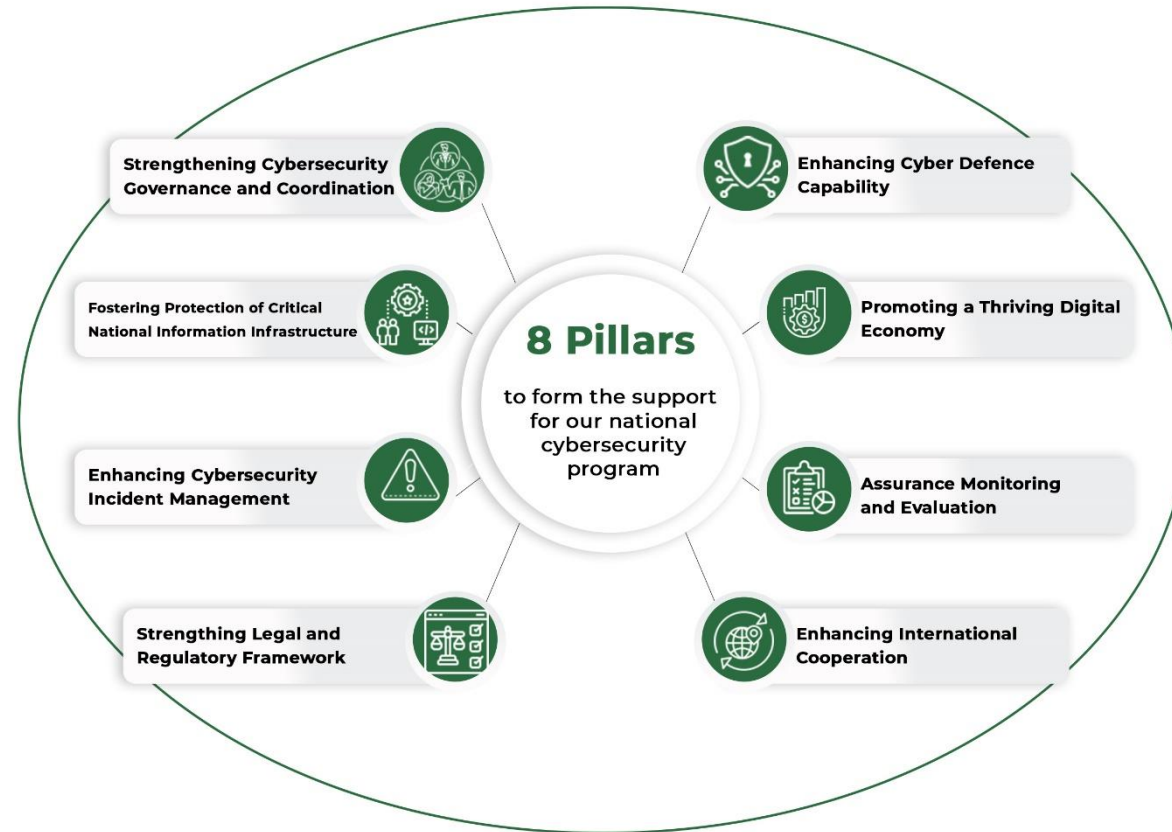 Strengthening Cybersecurity
Governance and Coordination
Fostering Protection of Critical
National Information Infrastructure
Enhancing Cybersecurity
Incident Management
Strengthing Legal and
Regulatory Framework
8 Pillars
to form the support
for our national
cybersecurity
program
Enhancing Cyber Defence
Capability
Promoting a Thriving Digital
Economy
Assurance Monitoring
and Evaluation
Enhancing International
Cooperation